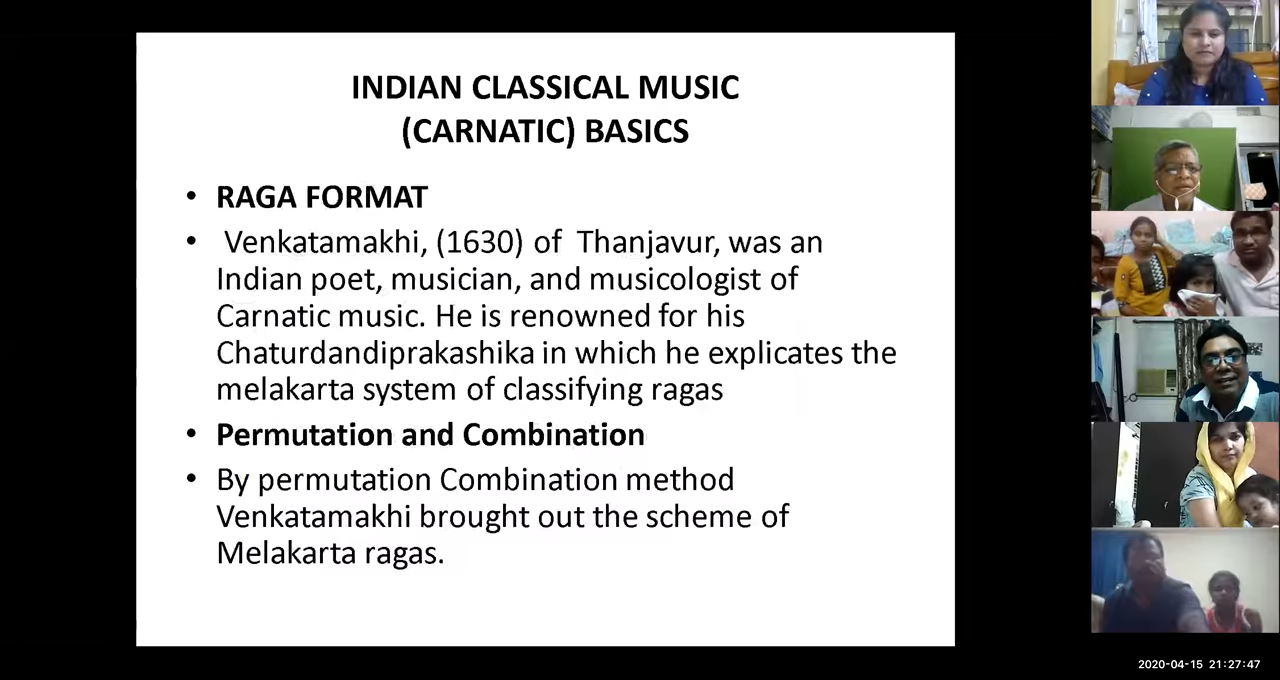 INDIAN CLASSICAL MUSIC
(CARNATIC) BASICS
• RAGA FORMAT
• Venkatamakhi, (1630) of Thanjavur, was an
Indian poet, musician, and musicologist of
Carnatic music. He is renowned for his
Chaturdandiprakashika in which he explicates the
melakarta system of classifying ragas
• Permutation and Combination
• By permutation Combination method
Venkatamakhi brought out the scheme of
Melakarta ragas.
2020-04-15 21:27:47